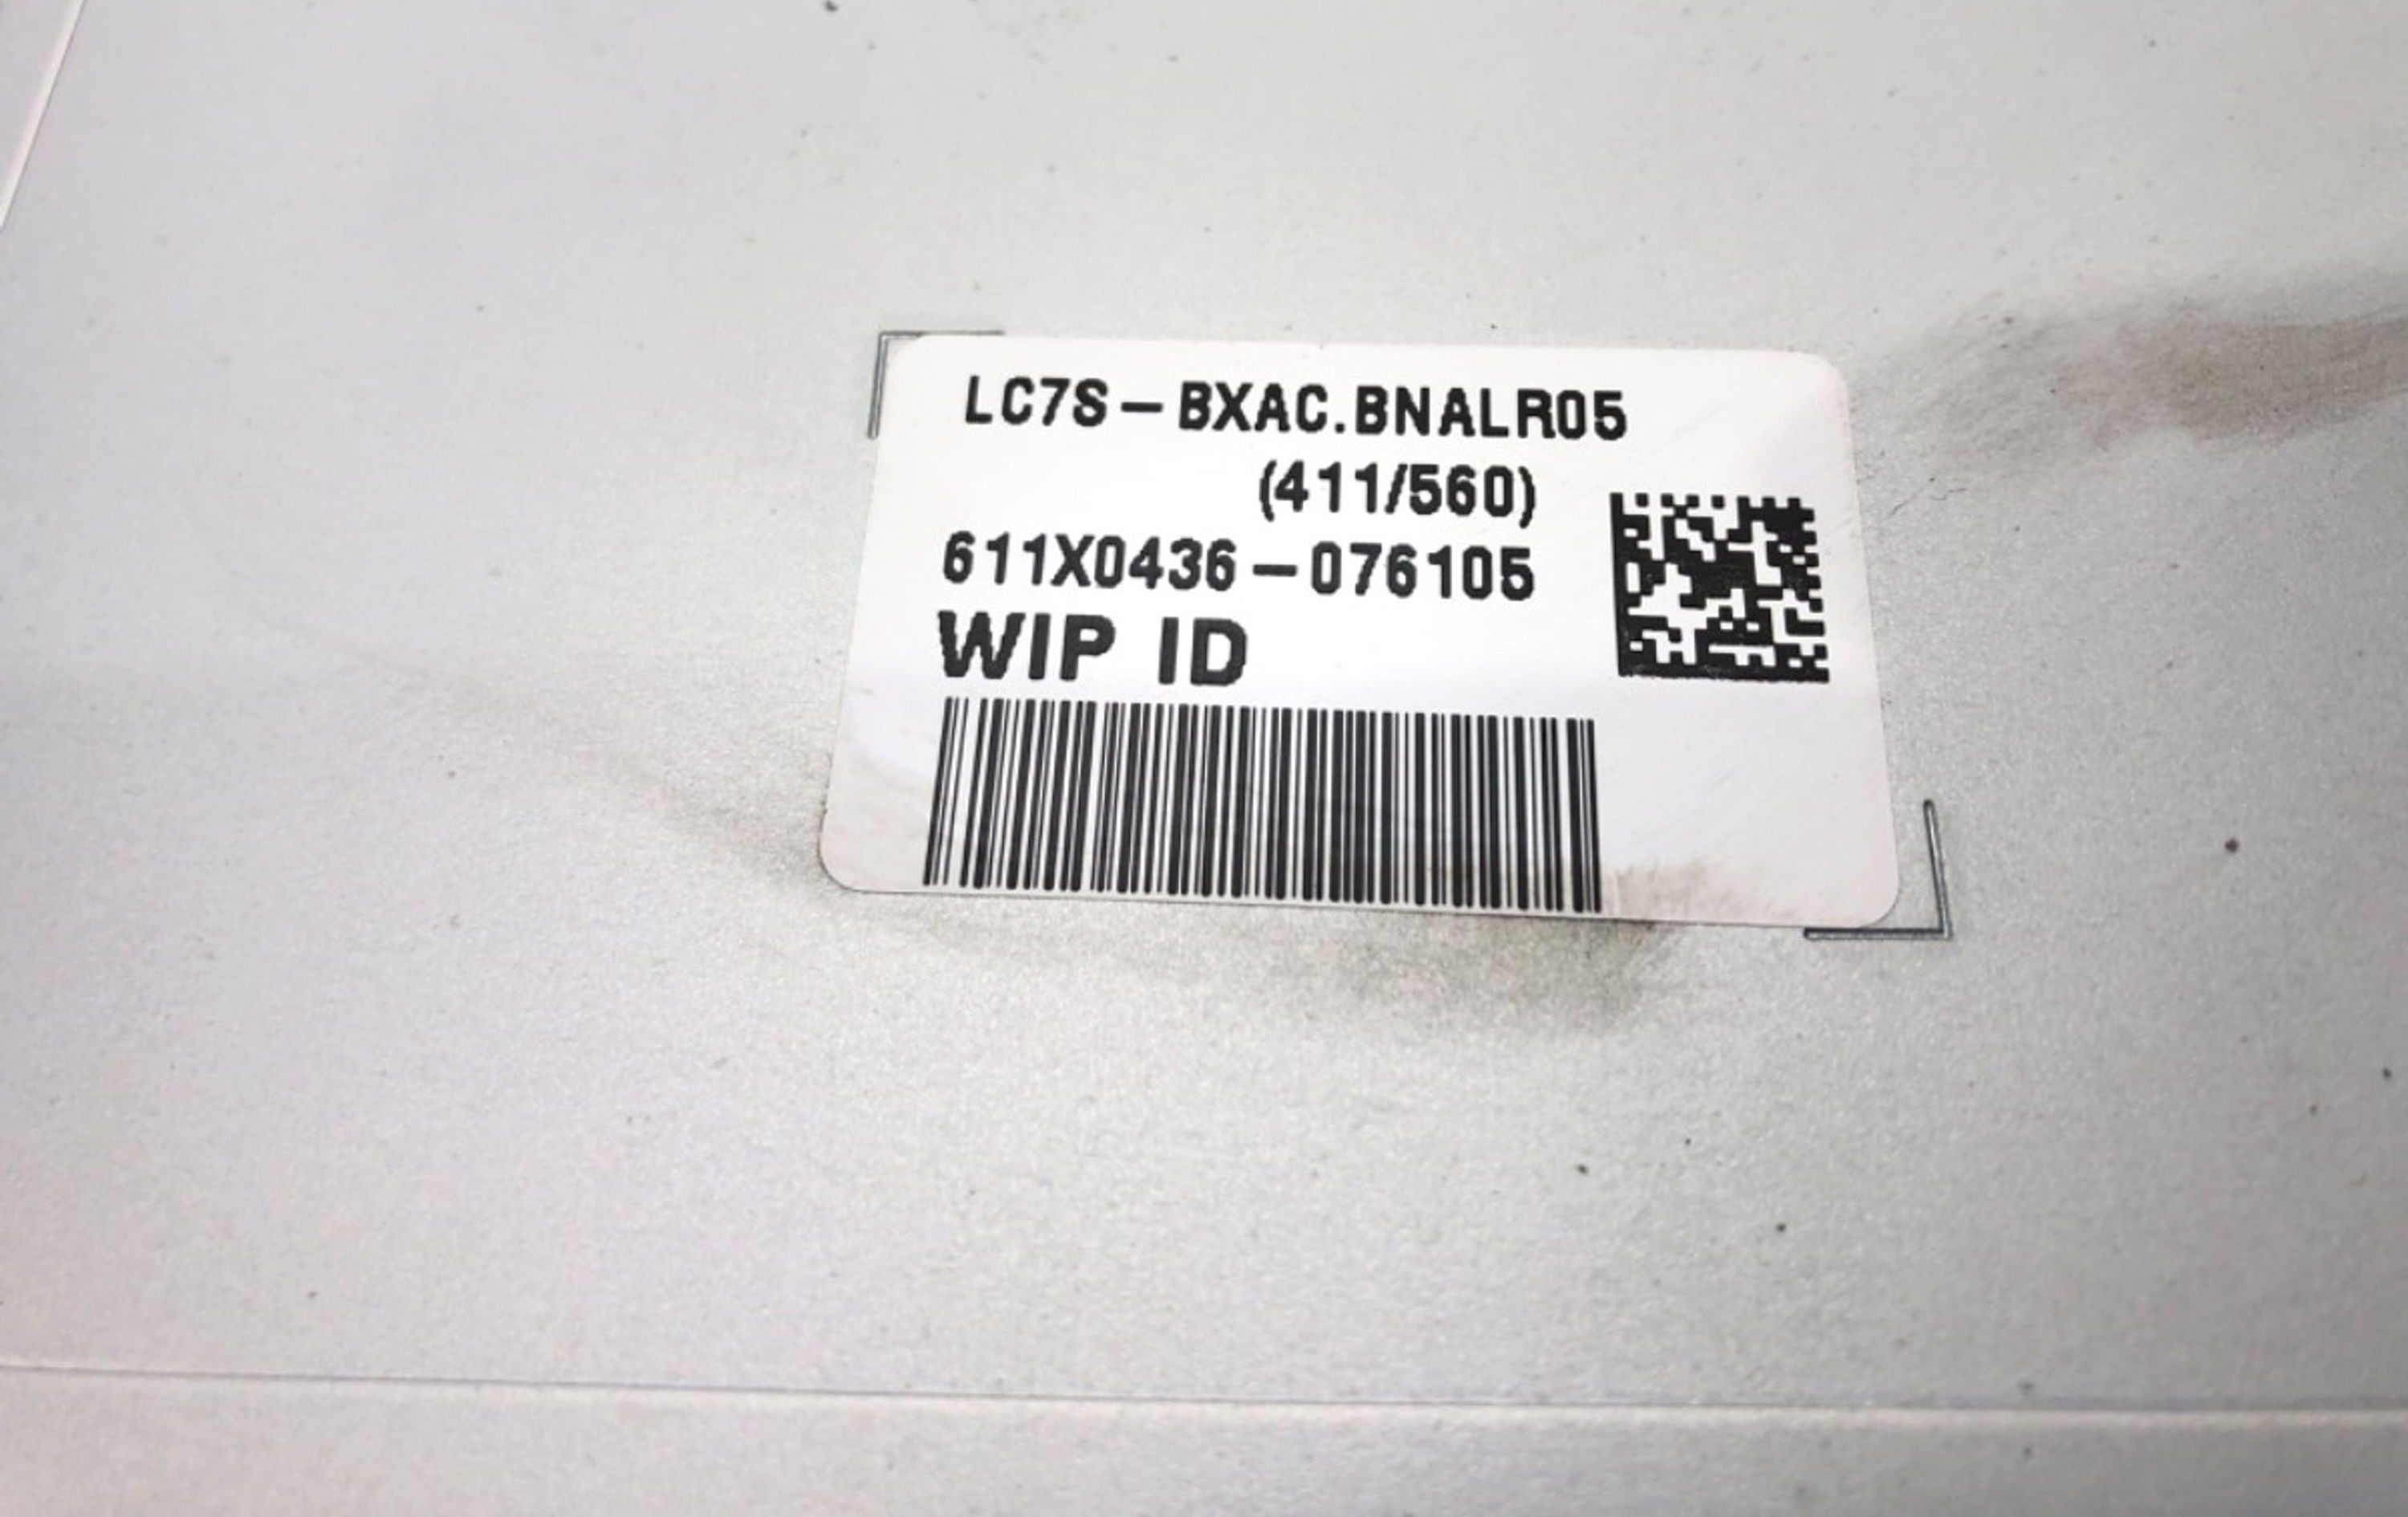 LC7S-BXAC.BNALR05
(411/560)
611X0436-076105
WIP ID